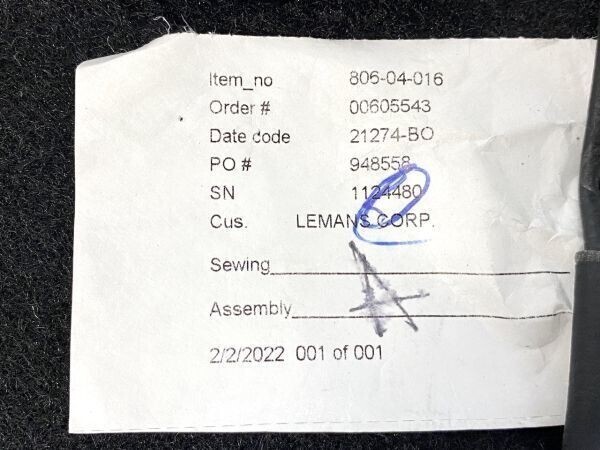 Item_no 806-04-016
Order # 00605543
Date code 21274-BO
PO # 948558
SN 1124480
Cus. LEMANS CORP.
Sewing
Assembly
2/2/2022 001 of 001